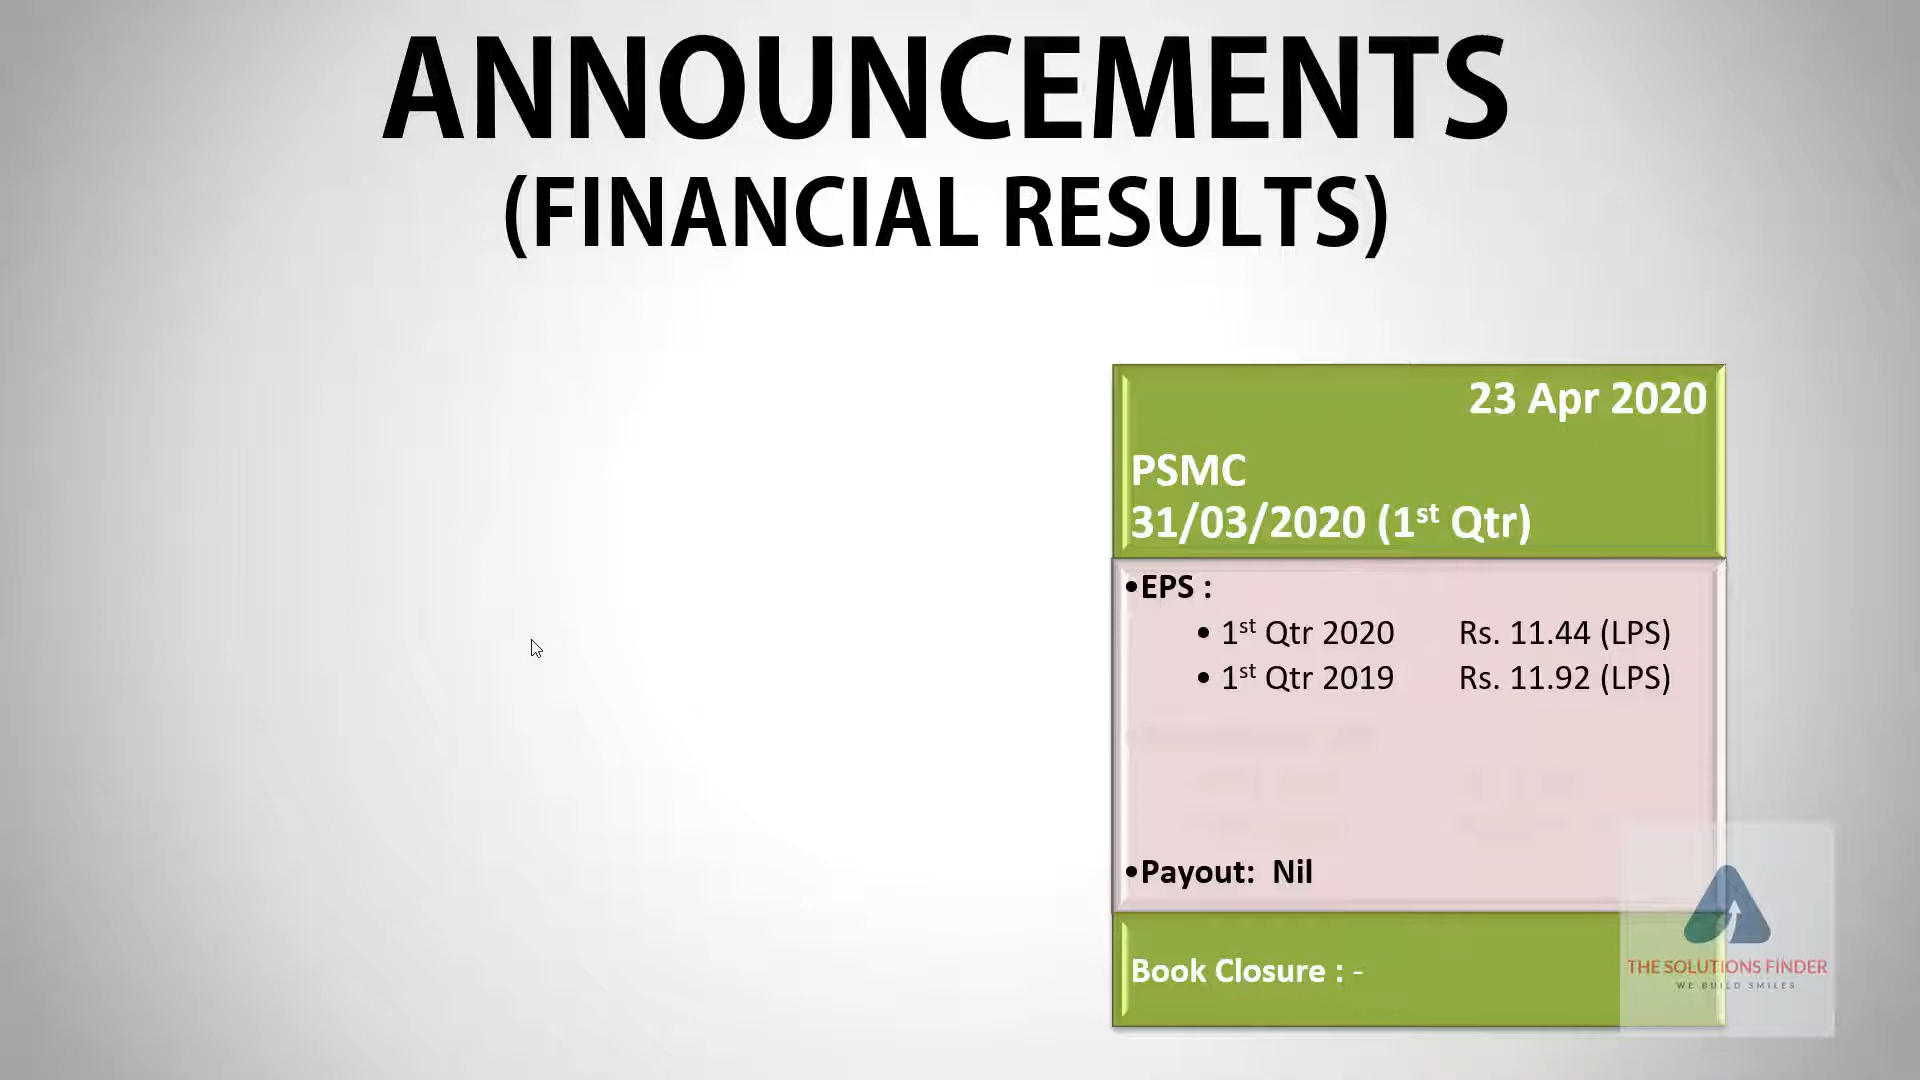 ANNOUNCEMENTS
(FINANCIAL RESULTS)
23 Apr 2020
PSMC
31/03/2020 (1st Qtr)
•EPS :
• 1st Qtr 2020 Rs. 11.44 (LPS)
• 1st Qtr 2019 Rs. 11.92 (LPS)
•Payout: Nil
Book Closure : -
THE SOLUTIONS FINDER
WE BUILD SMILES